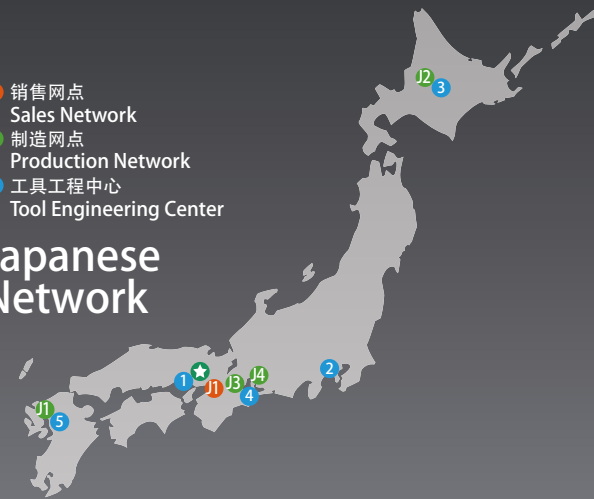 销售网点
Sales Network
制造网点
Production Network
工具工程中心
Tool Engineering Center
apanese
Network
J2
3
2
J4
J3
1
J1
4
J1
5